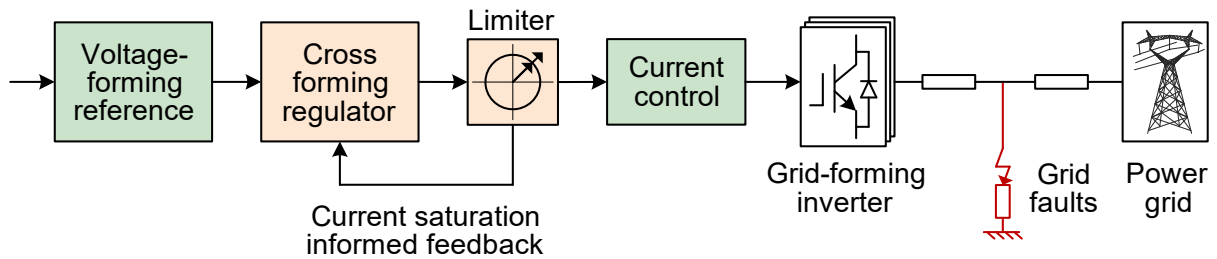 Limiter
Voltage-
forming
reference
Cross
forming
regulator
Current
control
Grid-forming
inverter
Grid
faults
Power
grid
Current saturation
informed feedback